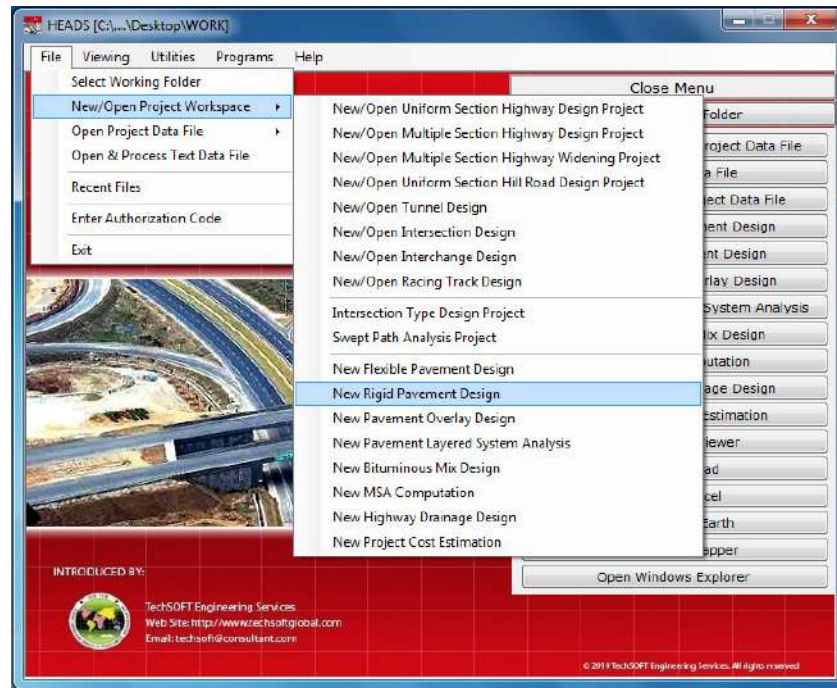 HEADS [C:\...\Desktop\WORK]
File Viewing Utilities Programs Help
Select Working Folder
New/Open Project Workspace
Open Project Data File
Open & Process Text Data File
Recent Files
Enter Authorization Code
Exit
New/Open Uniform Section Highway Design Project
New/Open Multiple Section Highway Design Project
New/Open Multiple Section Highway Widening Project
New/Open Uniform Section Hill Road Design Project
New/Open Tunnel Design
New/Open Intersection Design
New/Open Interchange Design
New/Open Racing Track Design
Intersection Type Design Project
Swept Path Analysis Project
New Flexible Pavement Design
New Rigid Pavement Design
New Pavement Overlay Design
New Pavement Layered System Analysis
New Bituminous Mix Design
New MSA Computation
New Highway Drainage Design
New Project Cost Estimation
Close Menu
Folder
roject Data File
a File
ject Data File
ment Design
nt Design
rlay Design
System Analysis
ix Design
utation
age Design
Estimation
iewer
ad
cel
Earth
apper
Open Windows Explorer
INTRODUCED BY:
TechSOFT Engineering Services
Web Site: http://www.techsoftglobal.com
Email: techsoft@consultant.com
© 2019 TechSOFT Engineering Services. All rights reserved